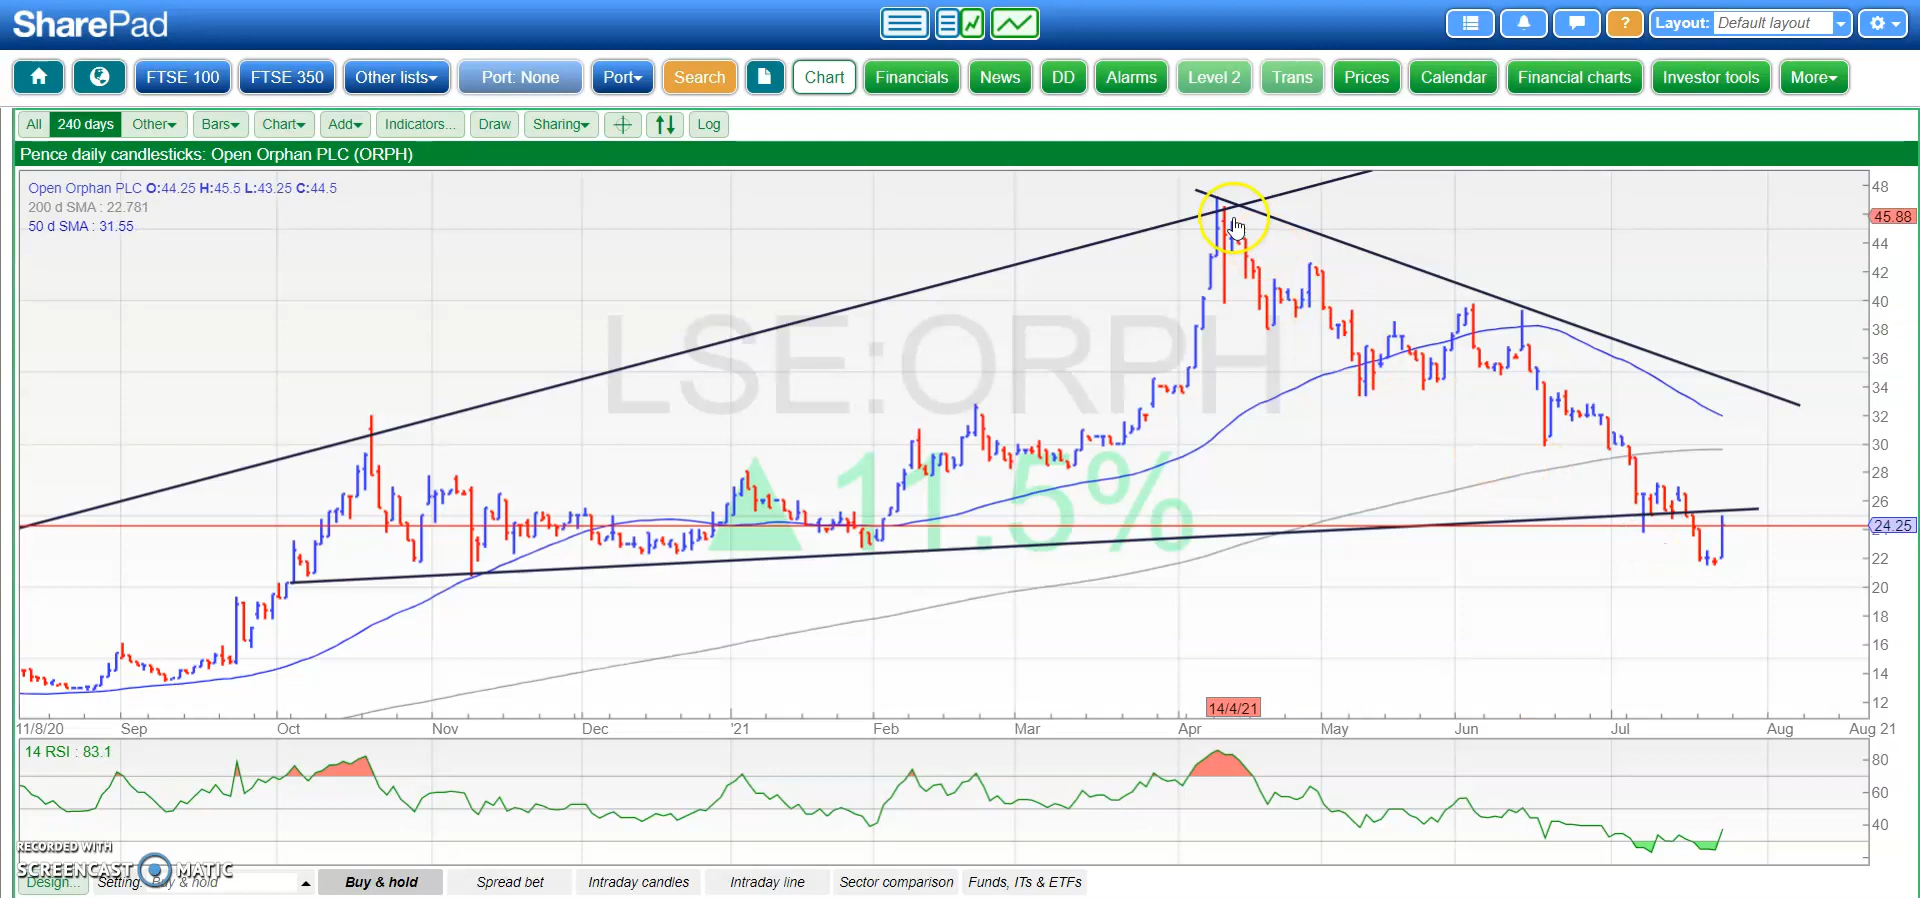 SharePad
Layout: Default layout
FTSE 100 FTSE 350 Other lists Port: None Port Search Chart Financials News DD Alarms Level 2 Trans Prices Calendar Financial charts Investor tools More
All 240 days Other Bars Chart Add Indicators... Draw Sharing Log
Pence daily candlesticks: Open Orphan PLC (ORPH)
Open Orphan PLC O:44.25 H:45.5 L:43.25 C:44.5
200 d SMA : 22.781
50 d SMA : 31.55
LSE:ORPH
▲11.5%
48
45.88
44
42
40
38
36
34
32
30
28
26
24.25
22
20
18
16
14
12
14/4/21
11/8/20 Sep Oct Nov Dec '21 Feb Mar Apr May Jun Jul Aug Aug 21
14 RSI : 83.1
80
60
40
RECORDED WITH
SCREENCAST MATIC
Design... Setting: Buy & hold Buy & hold Spread bet Intraday candles Intraday line Sector comparison Funds, ITs & ETFs